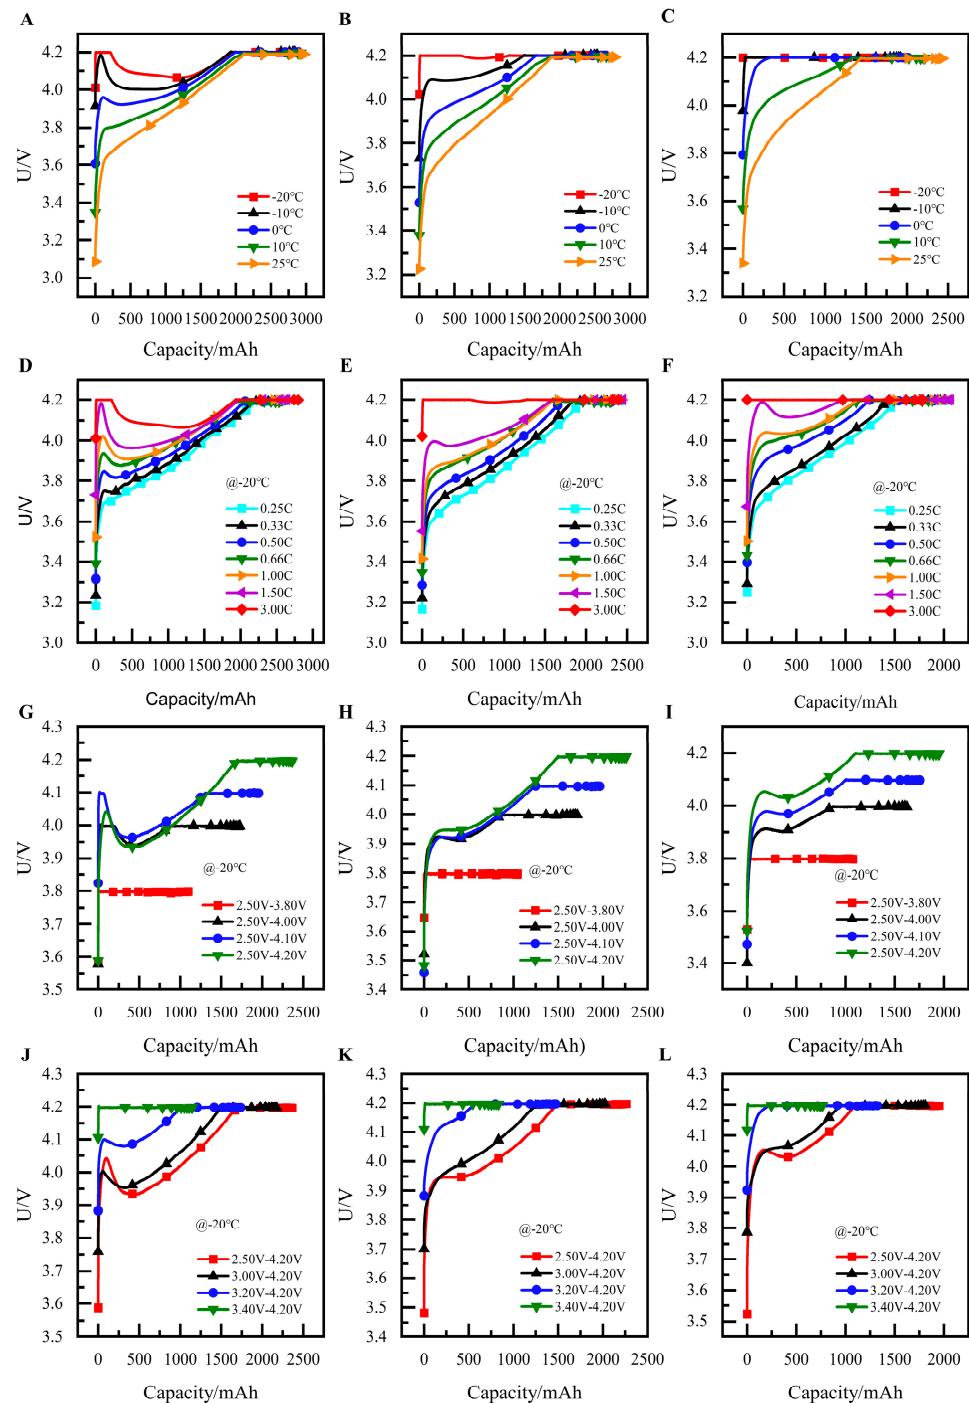 A
U/V
4.2
4.0
3.8
3.6
3.4
3.2
3.0
-20℃
-10℃
0℃
10℃
25℃
0 500 1000 1500 2000 2500 3000
Capacity/mAh
B
U/V
4.2
4.0
3.8
3.6
3.4
3.2
-20℃
-10℃
0℃
10℃
25℃
0 500 1000 1500 2000 2500 3000
Capacity/mAh
C
U/V
4.2
4.0
3.8
3.6
3.4
3.2
-20℃
-10℃
0℃
10℃
25℃
0 500 1000 1500 2000 2500
Capacity/mAh
D
U/V
4.2
4.0
3.8
3.6
3.4
3.2
3.0
@-20℃
0.25C
0.33C
0.50C
0.66C
1.00C
1.50C
3.00C
0 500 1000 1500 2000 2500 3000
Capacity/mAh
E
U/V
4.2
4.0
3.8
3.6
3.4
3.2
3.0
@-20℃
0.25C
0.33C
0.50C
0.66C
1.00C
1.50C
3.00C
0 500 1000 1500 2000 2500
Capacity/mAh
F
U/V
4.2
4.0
3.8
3.6
3.4
3.2
3.0
@-20℃
0.25C
0.33C
0.50C
0.66C
1.00C
1.50C
3.00C
0 500 1000 1500 2000
Capacity/mAh
G
U/V
4.3
4.2
4.1
4.0
3.9
3.8
3.7
3.6
3.5
@-20℃
2.50V-3.80V
2.50V-4.00V
2.50V-4.10V
2.50V-4.20V
0 500 1000 1500 2000 2500
Capacity/mAh
H
U/V
4.3
4.2
4.1
4.0
3.9
3.8
3.7
3.6
3.5
3.4
@-20℃
2.50V-3.80V
2.50V-4.00V
2.50V-4.10V
2.50V-4.20V
0 500 1000 1500 2000 2500
Capacity/mAh)
I
U/V
4.2
4.0
3.8
3.6
3.4
@-20℃
2.50V-3.80V
2.50V-4.00V
2.50V-4.10V
2.50V-4.20V
0 500 1000 1500 2000
Capacity/mAh
J
U/V
4.3
4.2
4.1
4.0
3.9
3.8
3.7
3.6
3.5
@-20℃
2.50V-4.20V
3.00V-4.20V
3.20V-4.20V
3.40V-4.20V
0 500 1000 1500 2000 2500
Capacity/mAh
K
U/V
4.3
4.2
4.1
4.0
3.9
3.8
3.7
3.6
3.5
3.4
@-20℃
2.50V-4.20V
3.00V-4.20V
3.20V-4.20V
3.40V-4.20V
0 500 1000 1500 2000 2500
Capacity/mAh
L
U/V
4.3
4.2
4.1
4.0
3.9
3.8
3.7
3.6
3.5
@-20℃
2.50V-4.20V
3.00V-4.20V
3.20V-4.20V
3.40V-4.20V
0 500 1000 1500 2000
Capacity/mAh